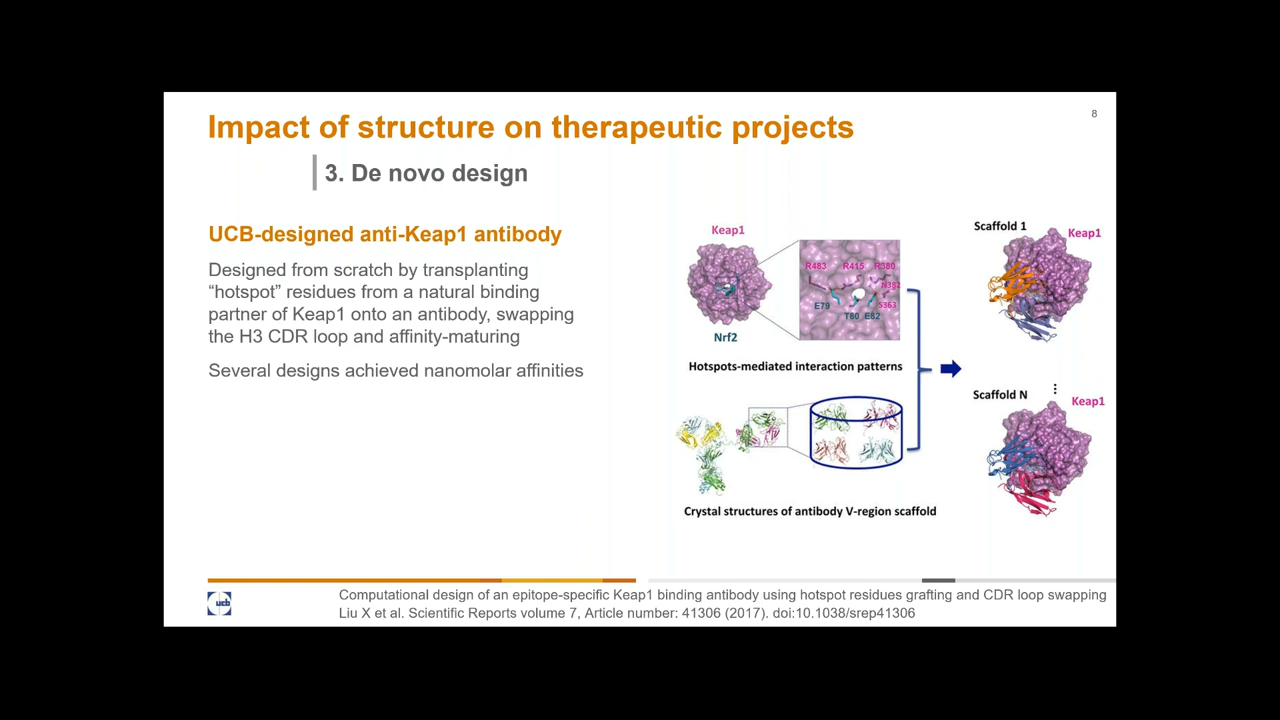 8
Impact of structure on therapeutic projects
3. De novo design
UCB-designed anti-Keap1 antibody
Designed from scratch by transplanting
“hotspot” residues from a natural binding
partner of Keap1 onto an antibody, swapping
the H3 CDR loop and affinity-maturing
Several designs achieved nanomolar affinities
Keap1
R483 R415 R380
N382
S363
E79
T80 E82
Nrf2
Hotspots-mediated interaction patterns
Crystal structures of antibody V-region scaffold
Scaffold 1
Keap1
⋮
Scaffold N
Keap1
ucb
Computational design of an epitope-specific Keap1 binding antibody using hotspot residues grafting and CDR loop swapping
Liu X et al. Scientific Reports volume 7, Article number: 41306 (2017). doi:10.1038/srep41306